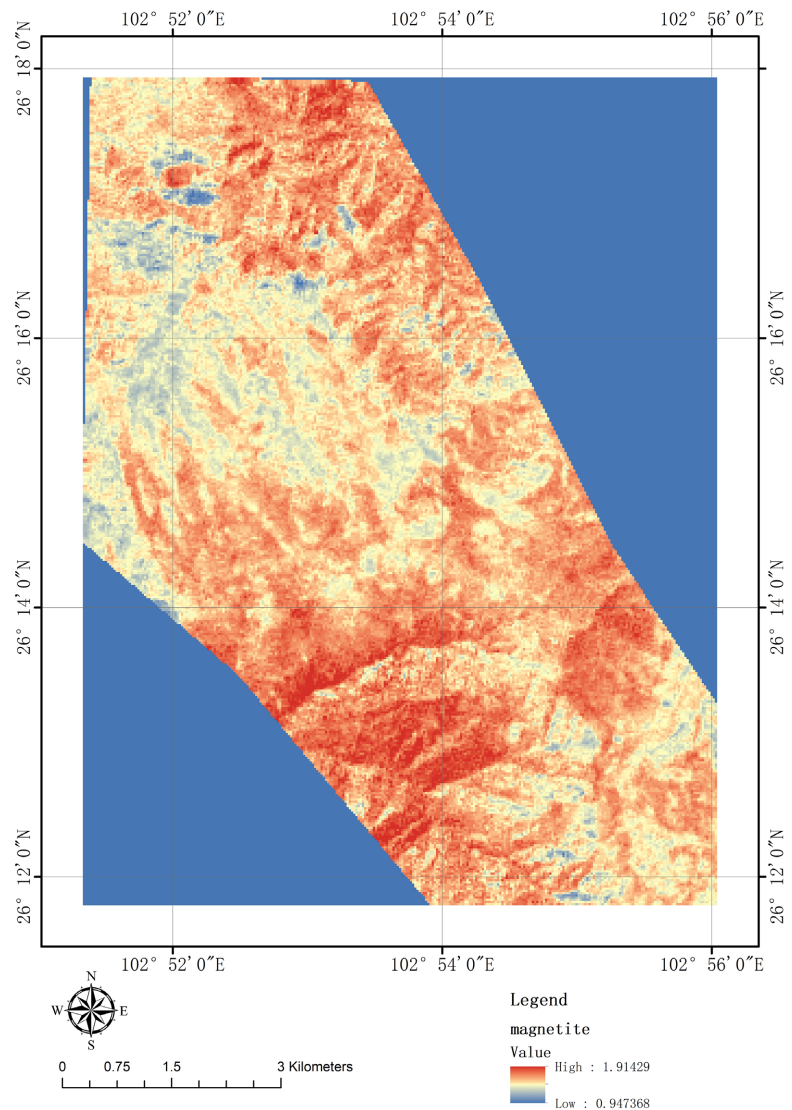 102° 52′0″E 102° 54′0″E 102° 56′0″E
26° 18′0″N 26° 18′0″N
26° 16′0″N 26° 16′0″N
26° 14′0″N 26° 14′0″N
26° 12′0″N 26° 12′0″N
102° 52′0″E 102° 54′0″E 102° 56′0″E
N
W E
S
0 0.75 1.5 3 Kilometers
Legend
magnetite
Value
High : 1.91429
Low : 0.947368